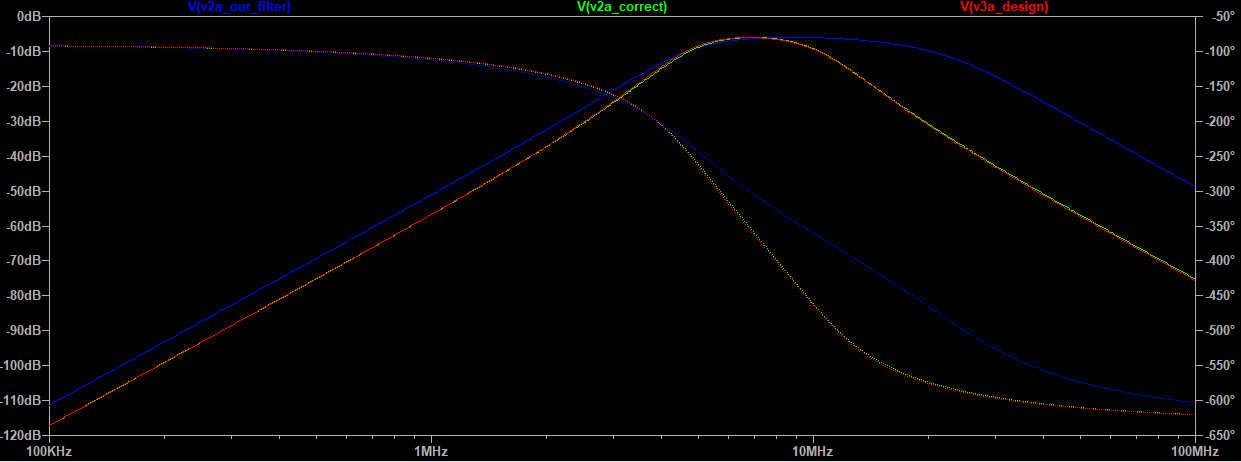 V(v2a_our_filter) V(v2a_correct) V(v3a_design)
0dB -50°
-10dB -100°
-20dB -150°
-30dB -200°
-40dB -250°
-50dB -300°
-60dB -350°
-70dB -400°
-80dB -450°
-90dB -500°
-100dB -550°
-110dB -600°
-120dB -650°
100KHz 1MHz 10MHz 100MHz